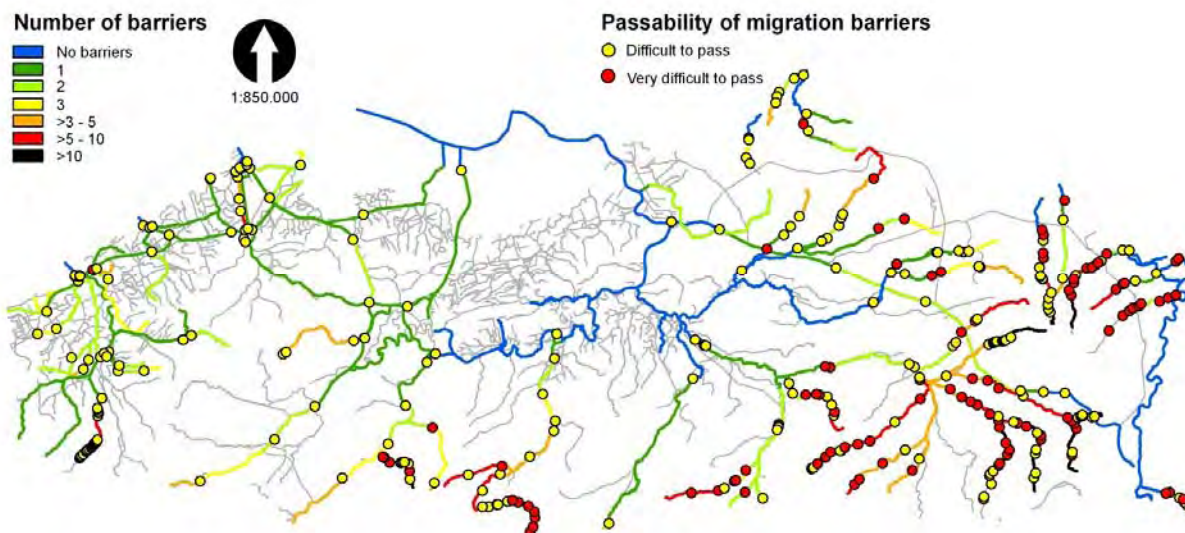 Number of barriers
No barriers
1
2
3
>3 - 5
>5 - 10
>10
1:850.000
Passability of migration barriers
Difficult to pass
Very difficult to pass